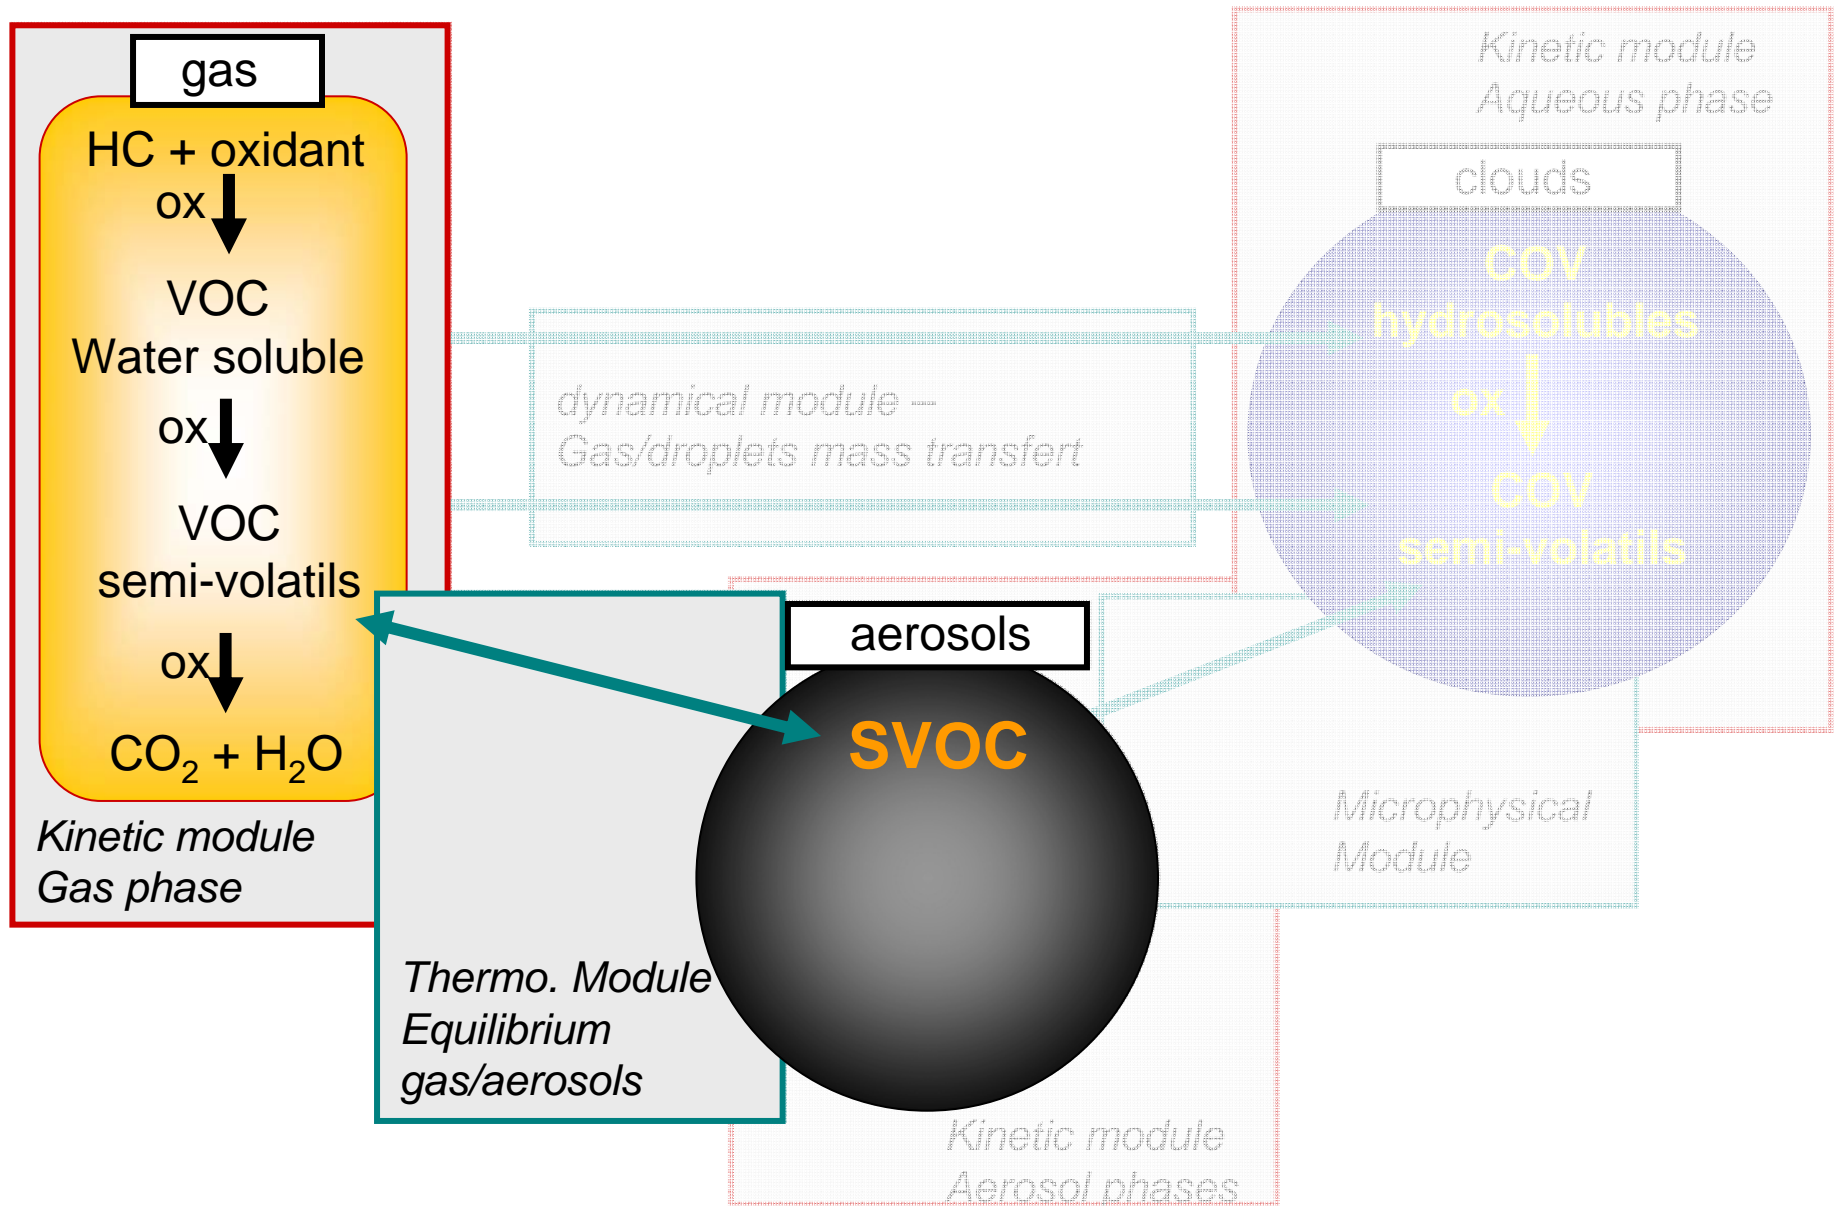 gas
HC + oxidant
ox
VOC
Water soluble
ox
VOC
semi-volatils
ox
CO₂ + H₂O
Kinetic module
Gas phase
dynamical module –
Gas/droplets mass transfert
Kinetic module
Aqueous phase
clouds
COV
hydrosolubles
ox
COV
semi-volatils
aerosols
SVOC
Thermo. Module
Equilibrium
gas/aerosols
Microphysical
Module
Kinetic module
Aerosol phases